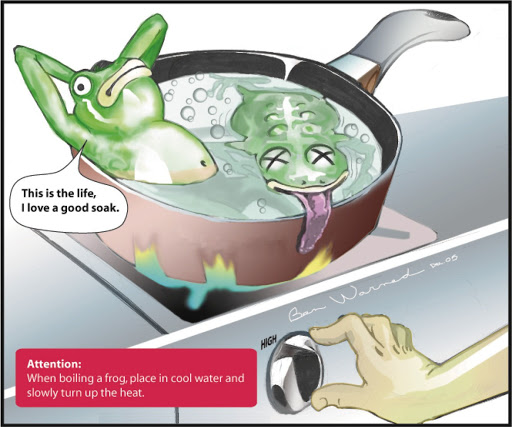 This is the life,
I love a good soak.
HIGH
Attention:
When boiling a frog, place in cool water and
slowly turn up the heat.